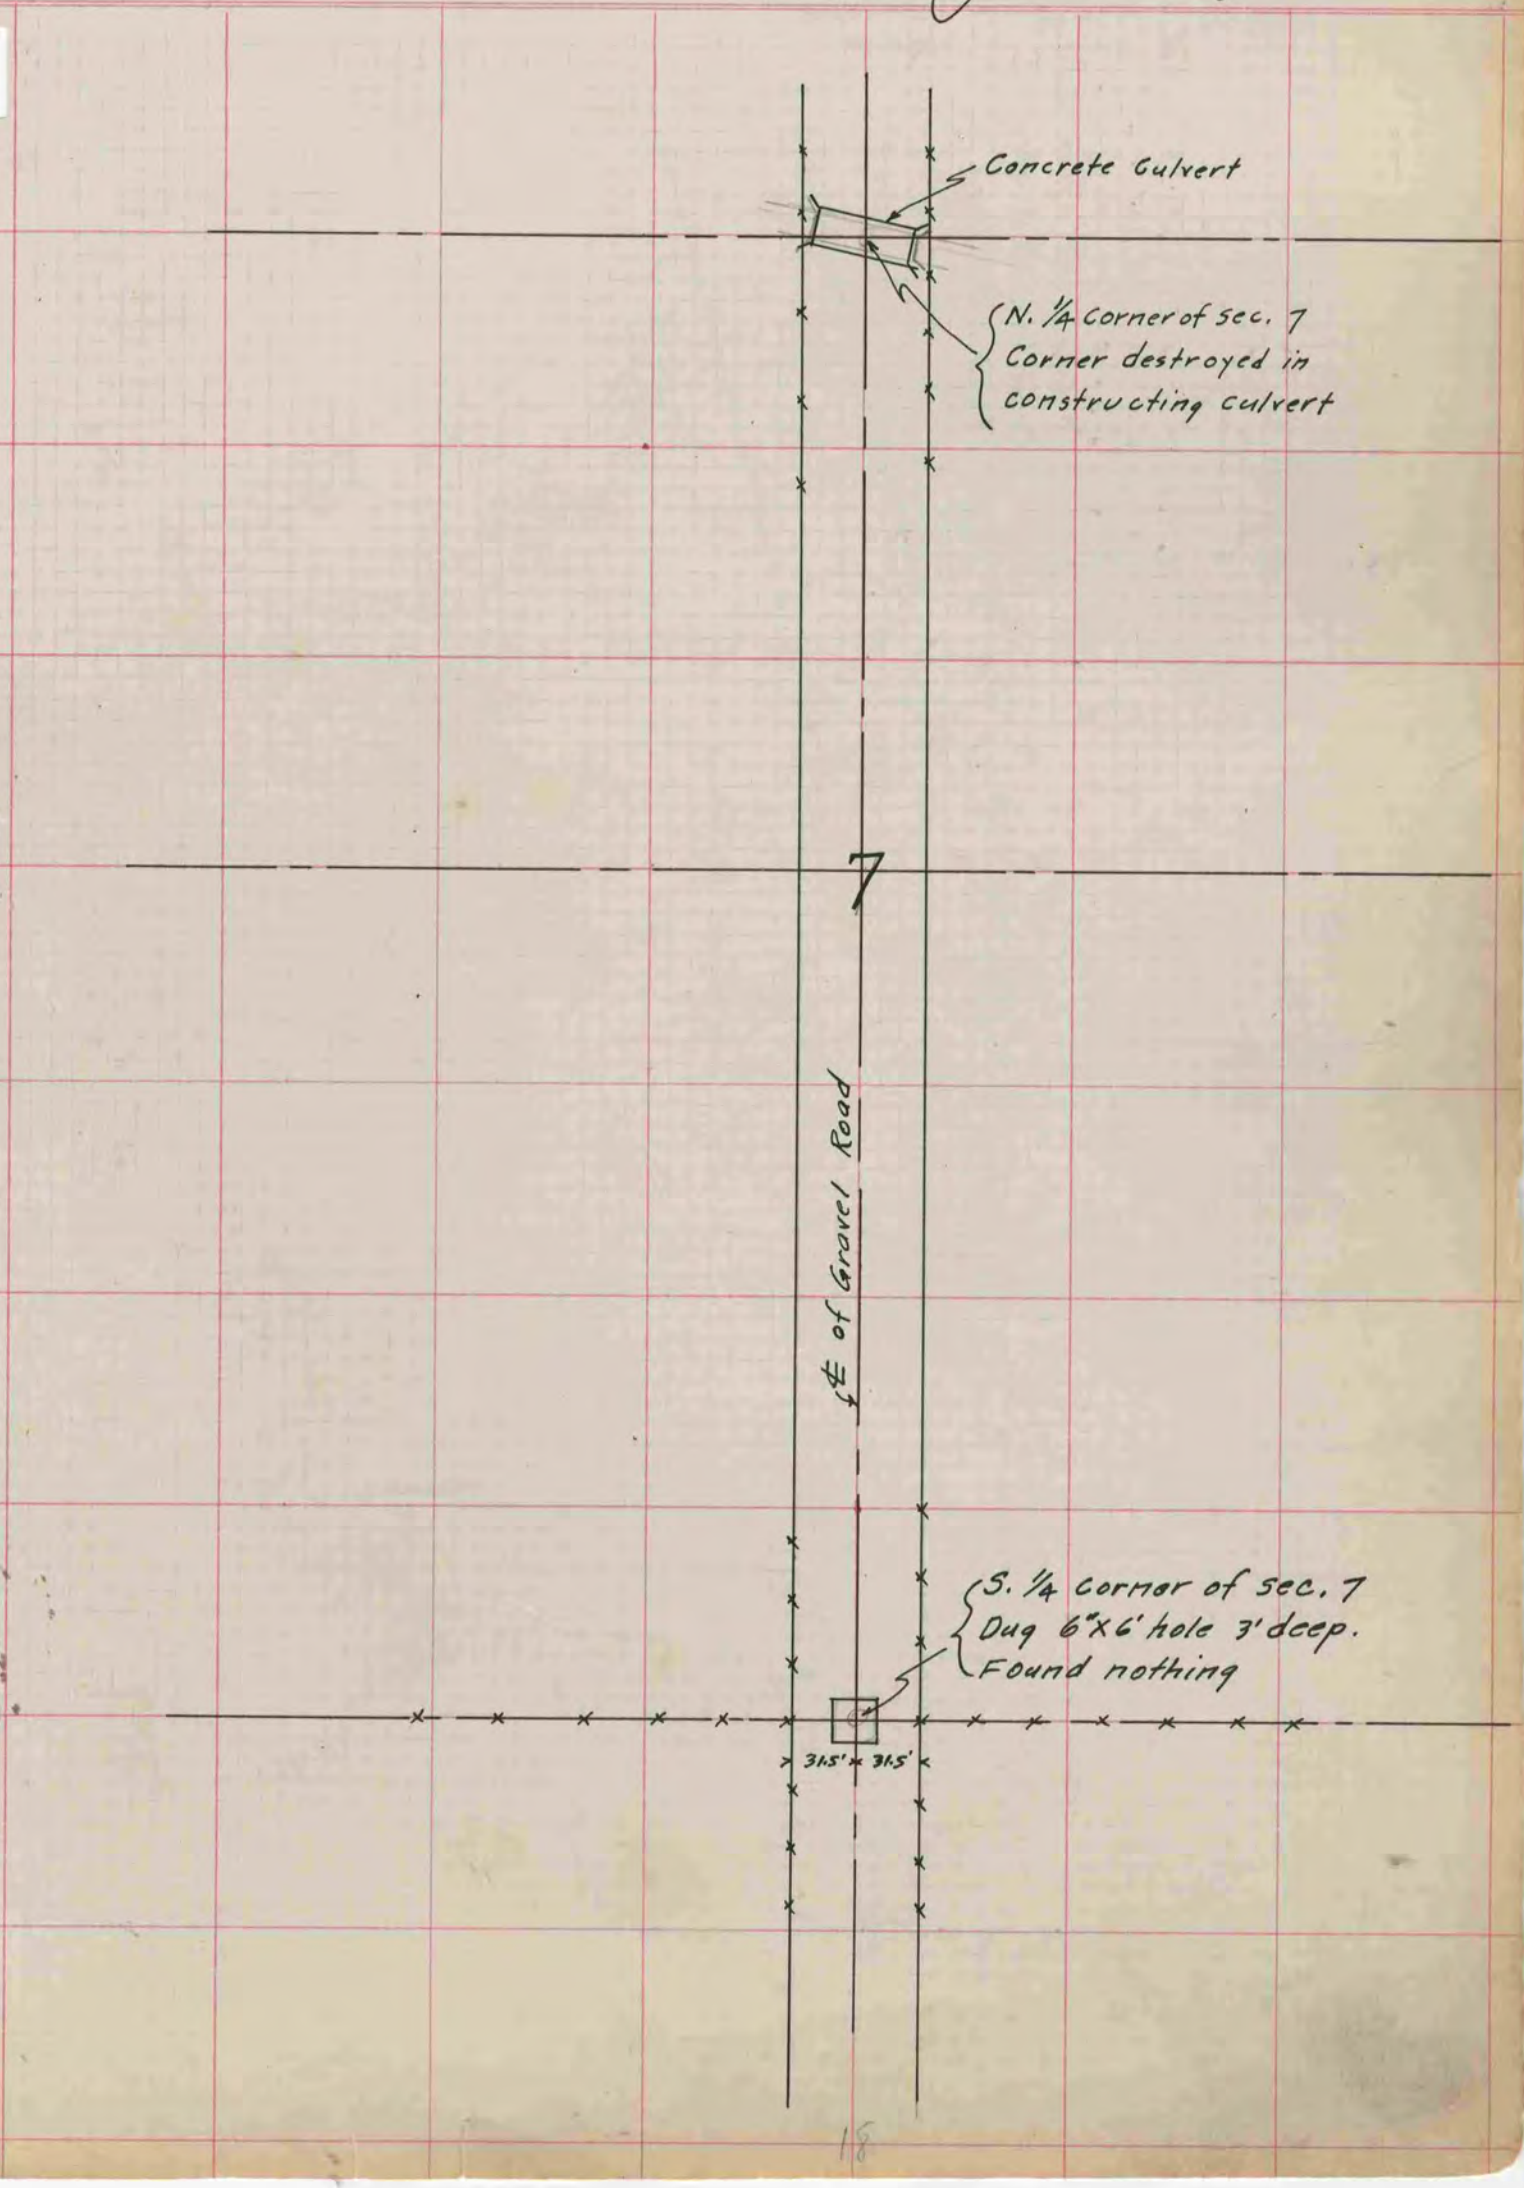 Concrete Culvert
N. 1/4 Corner of sec. 7
Corner destroyed in
constructing culvert
7
℄ of Gravel Road
S. 1/4 Corner of sec. 7
Dug 6"X6' hole 3' deep.
Found nothing
31.5' 31.5'
18